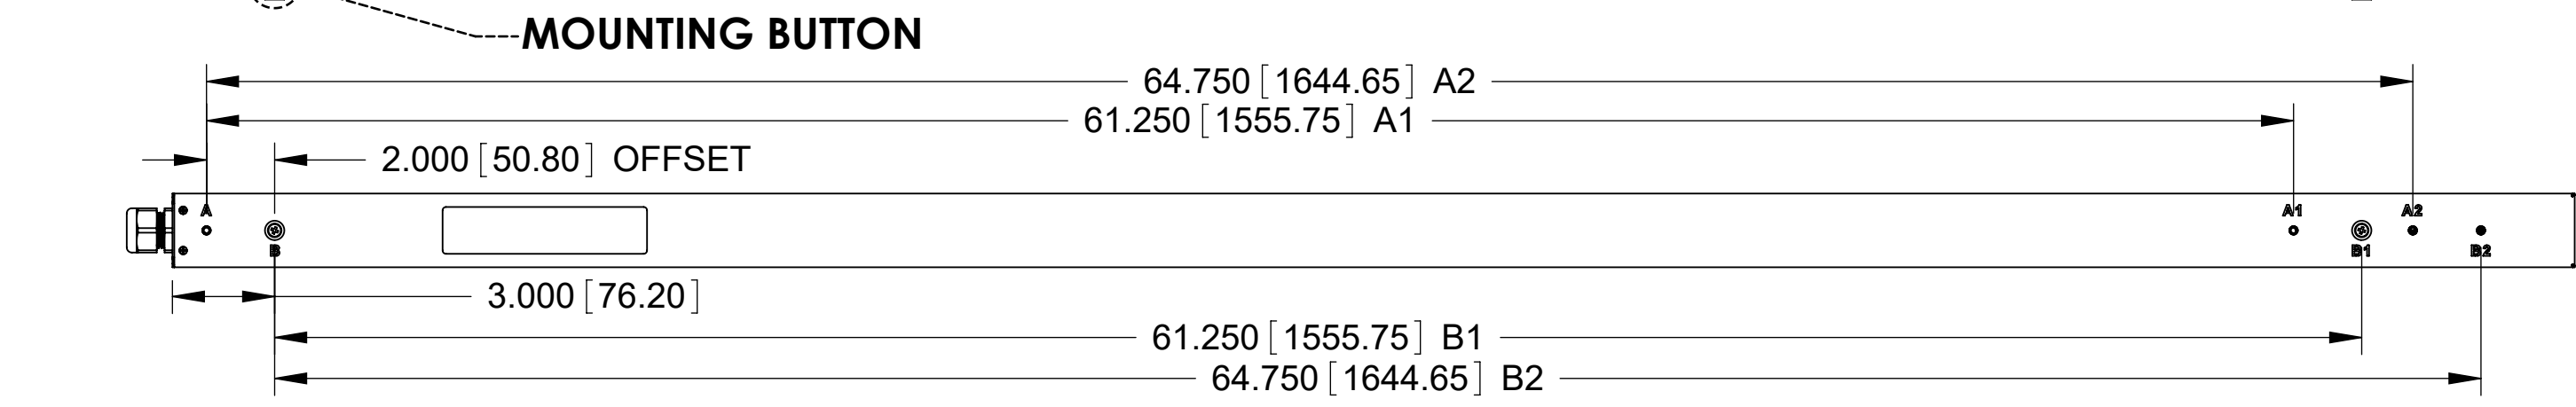 MOUNTING BUTTON
64.750 [1644.65] A2
61.250 [1555.75] A1
2.000 [50.80] OFFSET
A A1 A2
B B1 B2
3.000 [76.20]
61.250 [1555.75] B1
64.750 [1644.65] B2